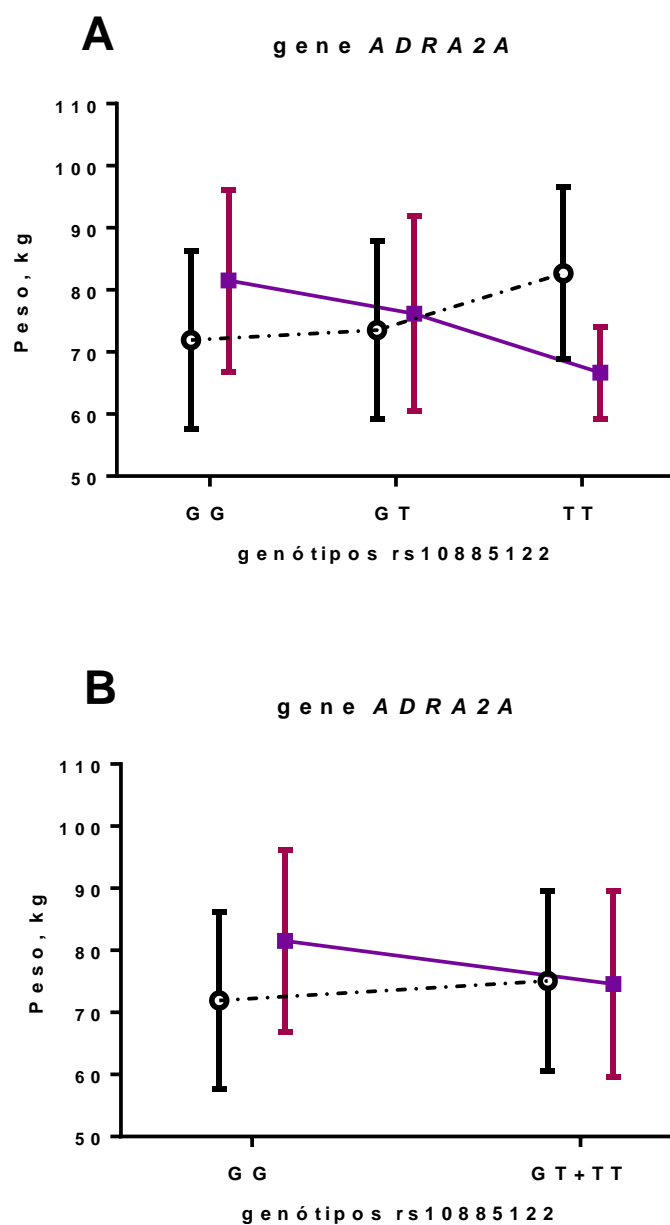 A
gene ADRA2A
110
100
90
80
70
60
50
Peso, kg
GG GT TT
genótipos rs10885122
B
gene ADRA2A
110
100
90
80
70
60
50
Peso, kg
GG GT+TT
genótipos rs10885122